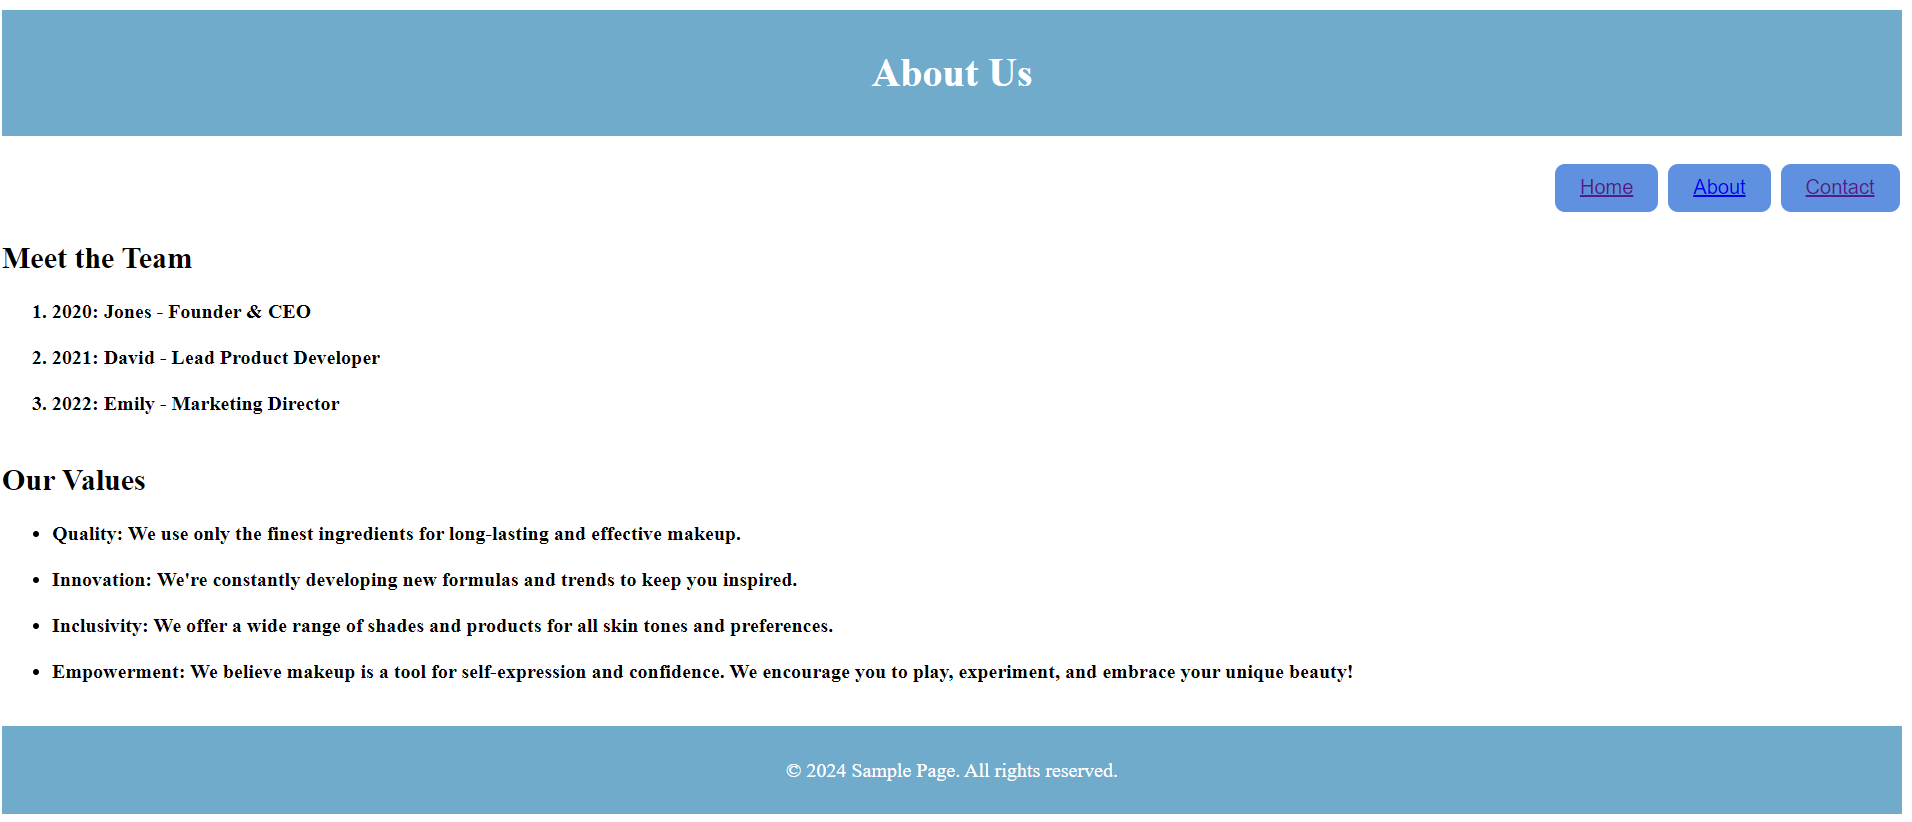 About Us
Home About Contact
Meet the Team
1. 2020: Jones - Founder & CEO
2. 2021: David - Lead Product Developer
3. 2022: Emily - Marketing Director
Our Values
• Quality: We use only the finest ingredients for long-lasting and effective makeup.
• Innovation: We're constantly developing new formulas and trends to keep you inspired.
• Inclusivity: We offer a wide range of shades and products for all skin tones and preferences.
• Empowerment: We believe makeup is a tool for self-expression and confidence. We encourage you to play, experiment, and embrace your unique beauty!
© 2024 Sample Page. All rights reserved.